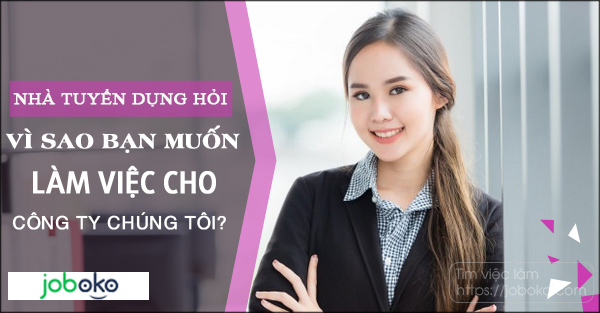 NHÀ TUYỂN DỤNG HỎI
VÌ SAO BẠN MUỐN
LÀM VIỆC CHO
CÔNG TY CHÚNG TÔI?
joboko
Tìm việc làm
https://joboko.com